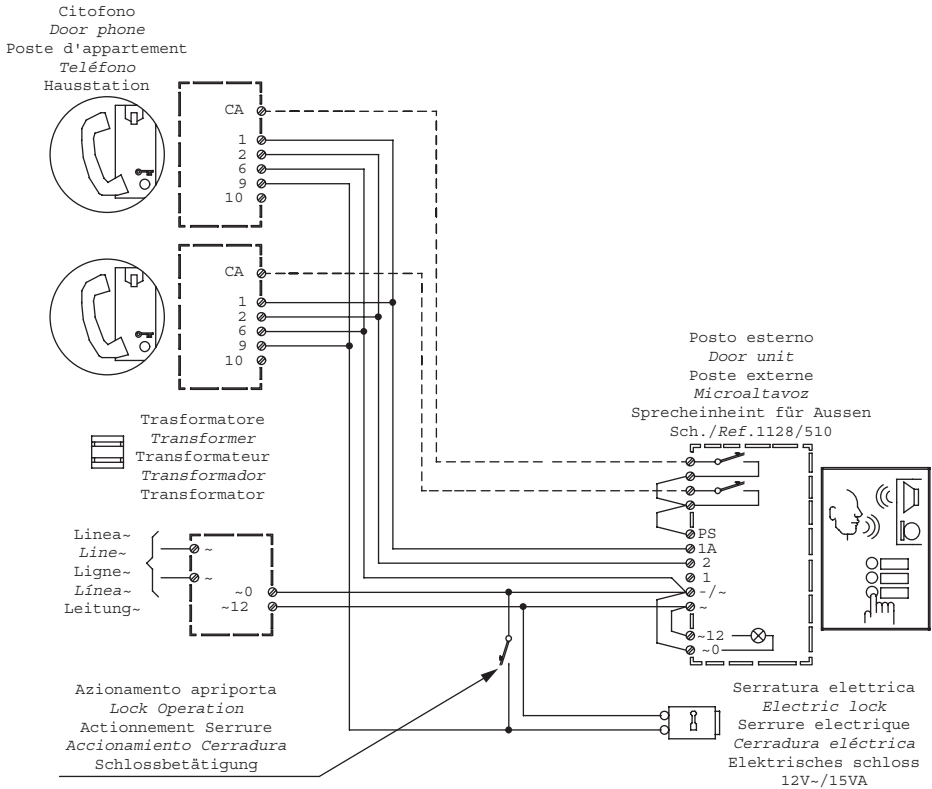 Citofono
Door phone
Poste d'appartement
Teléfono
Hausstation
CA
1
2
6
9
10
CA
1
2
6
9
10
Trasformatore
Transformer
Transformateur
Transformador
Transformator
Linea~
Line~
Ligne~
Línea~
Leitung~
~
~
~0
~12
Posto esterno
Door unit
Poste externe
Microaltavoz
Sprecheinheint für Aussen
Sch./Ref.1128/510
PS
1A
2
1
-/~
~
~12
~0
Azionamento apriporta
Lock Operation
Actionnement Serrure
Accionamiento Cerradura
Schlossbetätigung
Serratura elettrica
Electric lock
Serrure electrique
Cerradura eléctrica
Elektrisches schloss
12V~/15VA